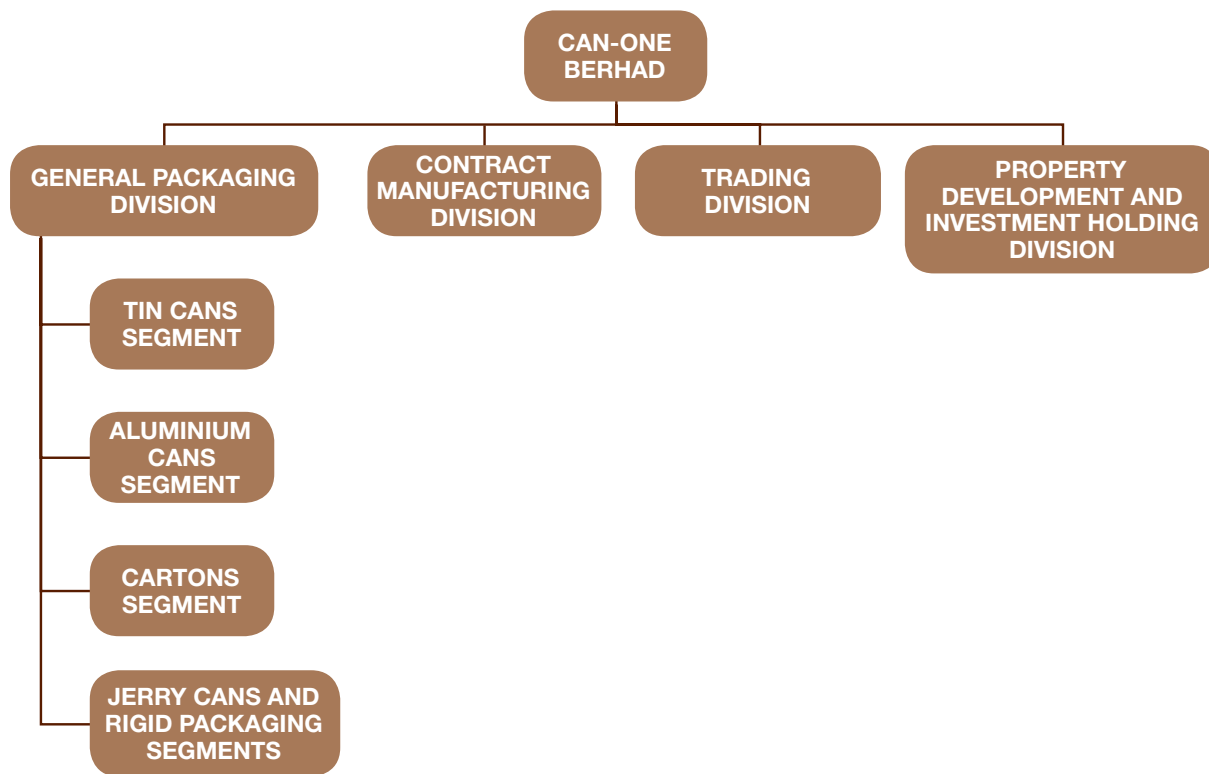 CAN-ONE
BERHAD
GENERAL PACKAGING
DIVISION
CONTRACT
MANUFACTURING
DIVISION
TRADING
DIVISION
PROPERTY
DEVELOPMENT AND
INVESTMENT HOLDING
DIVISION
TIN CANS
SEGMENT
ALUMINIUM
CANS
SEGMENT
CARTONS
SEGMENT
JERRY CANS AND
RIGID PACKAGING
SEGMENTS